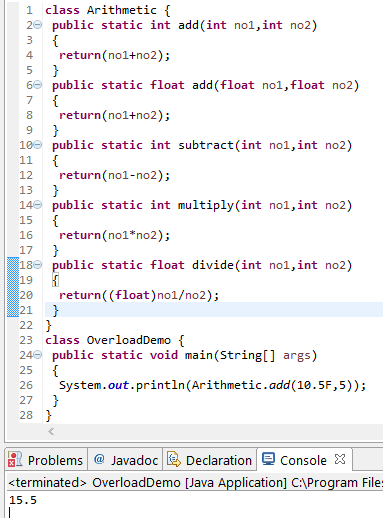 1 class Arithmetic {
2 public static int add(int no1,int no2)
3 {
4 return(no1+no2);
5 }
6 public static float add(float no1,float no2)
7 {
8 return(no1+no2);
9 }
10 public static int subtract(int no1,int no2)
11 {
12 return(no1-no2);
13 }
14 public static int multiply(int no1,int no2)
15 {
16 return(no1*no2);
17 }
18 public static float divide(int no1,int no2)
19 {
20 return((float)no1/no2);
21 }
22 }
23 class OverloadDemo {
24 public static void main(String[] args)
25 {
26 System.out.println(Arithmetic.add(10.5F,5));
27 }
28 }
Problems @ Javadoc Declaration Console
<terminated> OverloadDemo [Java Application] C:\Program Files
15.5